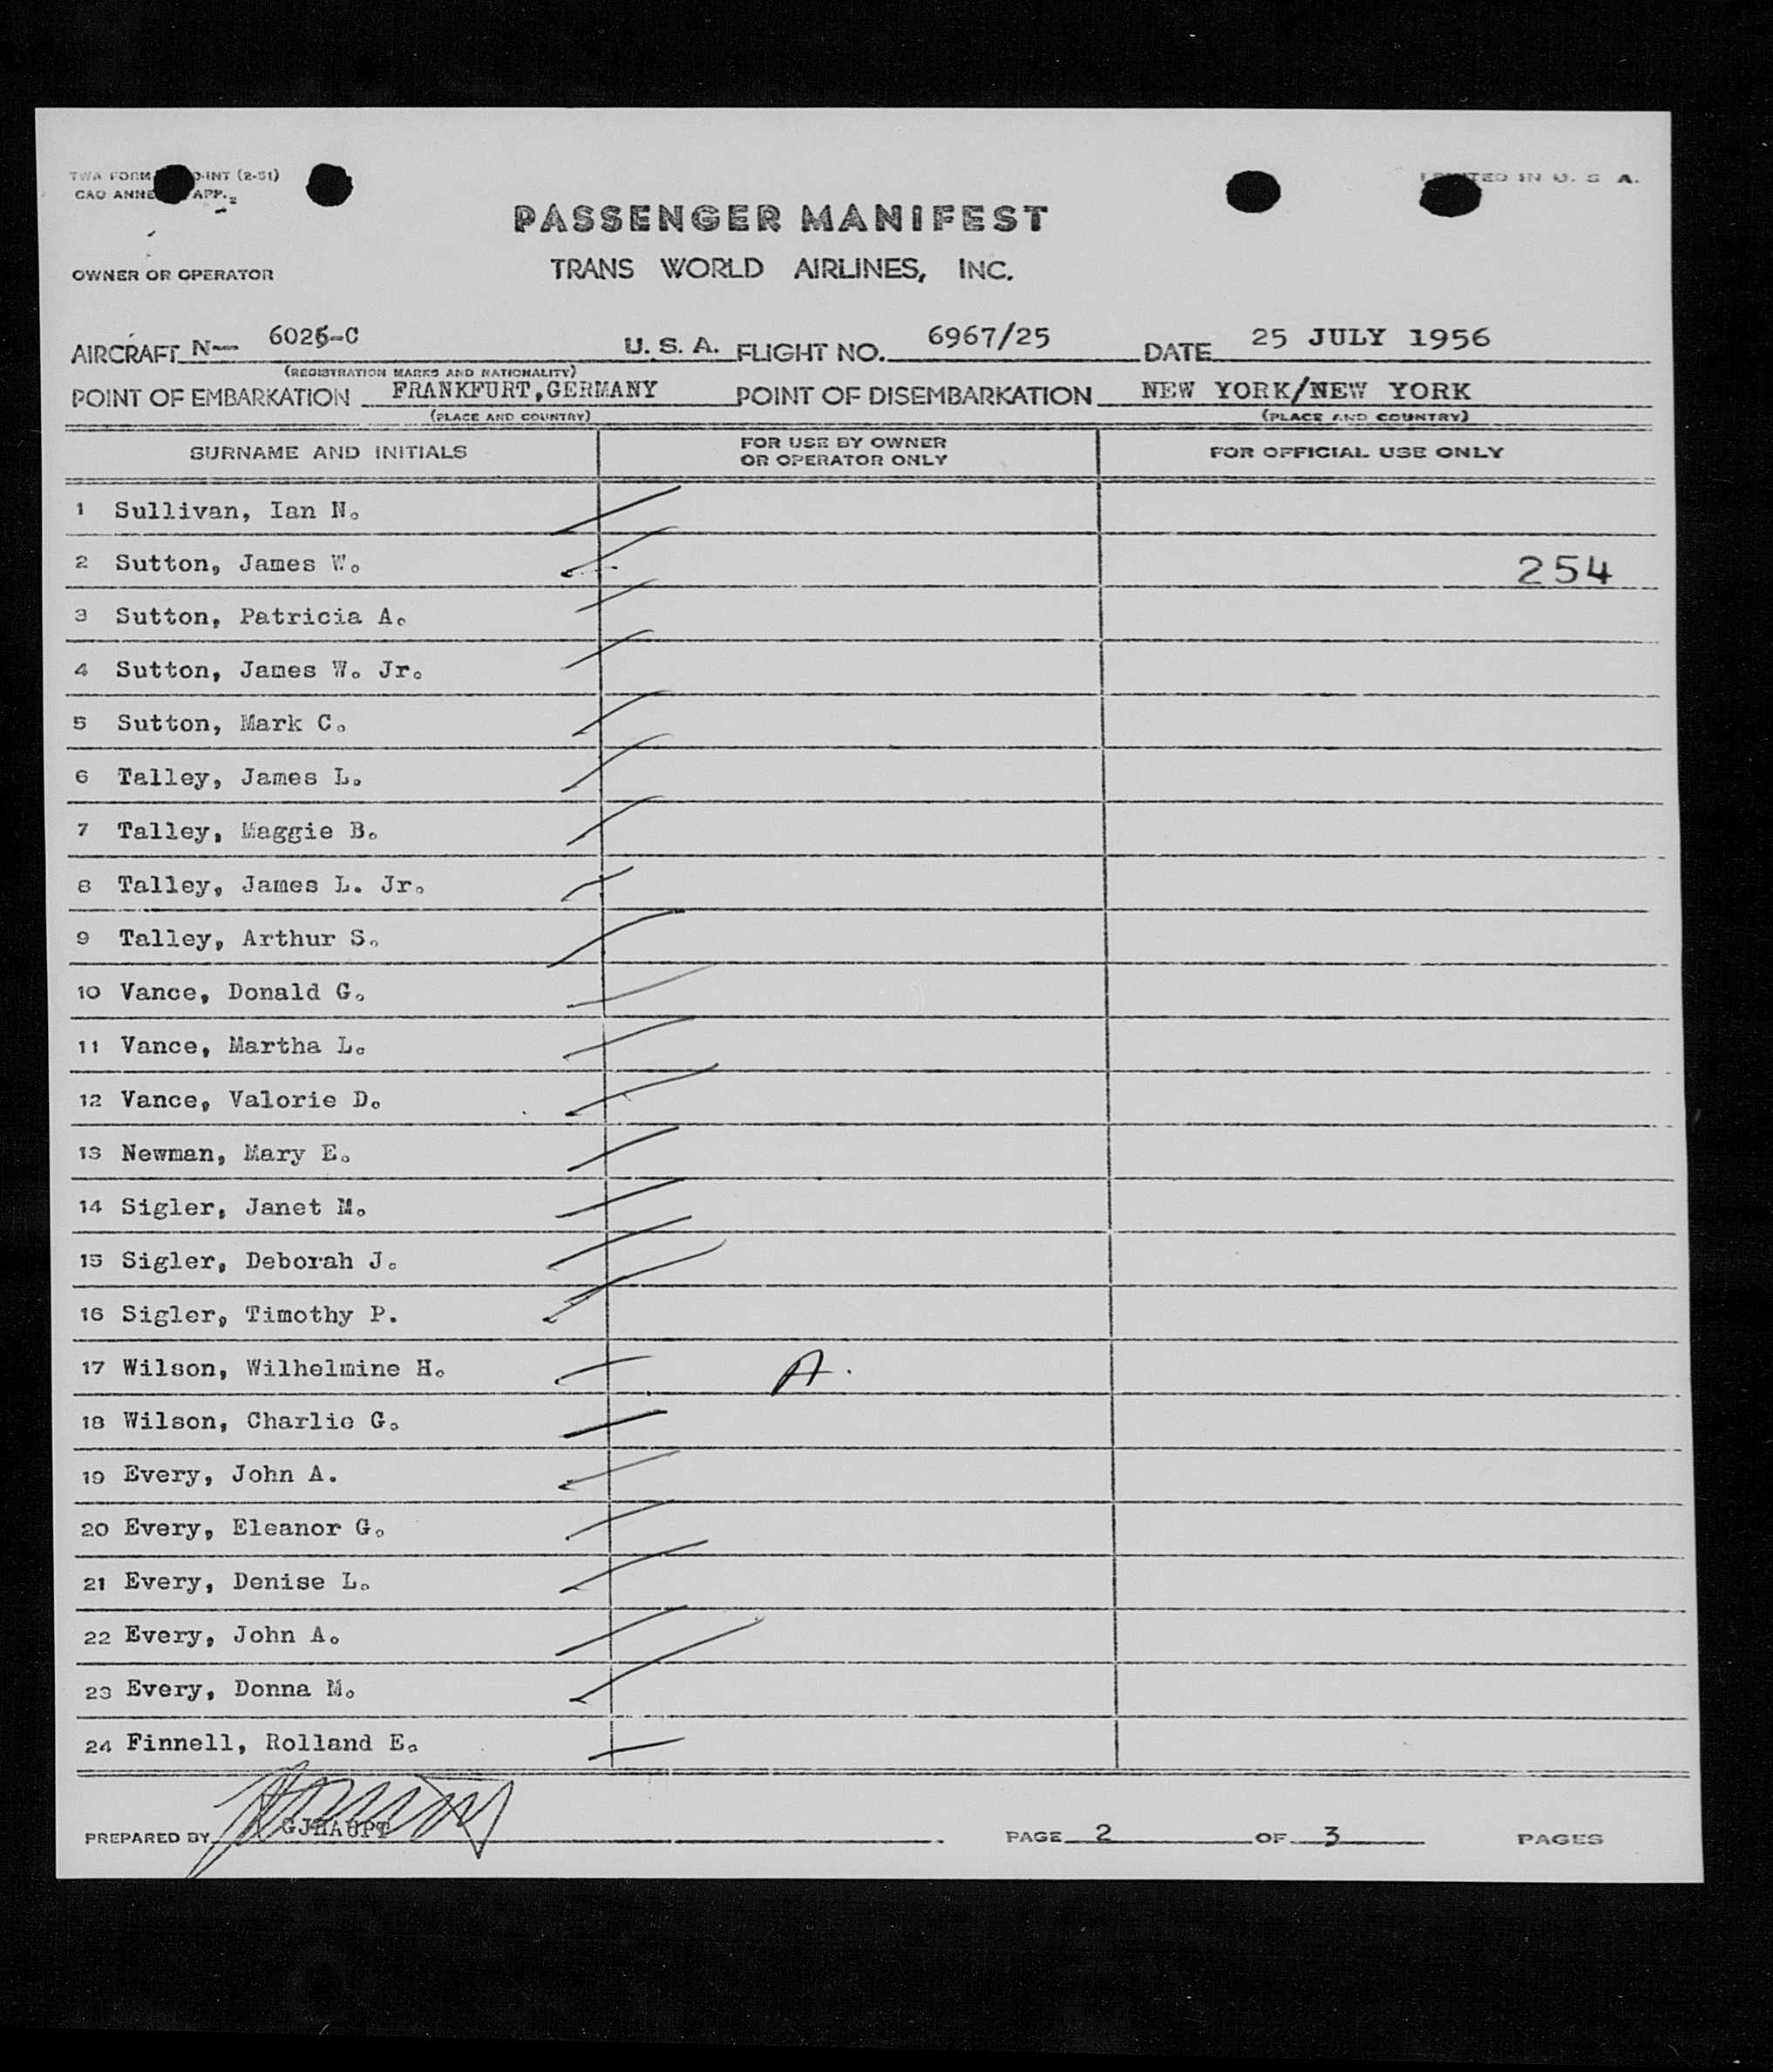 TWA FORM O-INT (2-51)
CAO ANNE APP. 2
PRINTED IN U. S. A.
PASSENGER MANIFEST
OWNER OR OPERATOR TRANS WORLD AIRLINES, INC.
AIRCRAFT N— 6026-C U. S. A. FLIGHT NO. 6967/25 DATE 25 JULY 1956
(REGISTRATION MARKS AND NATIONALITY)
POINT OF EMBARKATION FRANKFURT,GERMANY POINT OF DISEMBARKATION NEW YORK/NEW YORK
(PLACE AND COUNTRY) (PLACE AND COUNTRY)
SURNAME AND INITIALS FOR USE BY OWNER OR OPERATOR ONLY FOR OFFICIAL USE ONLY
1 Sullivan, Ian N.
2 Sutton, James W. 254
3 Sutton, Patricia A.
4 Sutton, James W. Jr.
5 Sutton, Mark C.
6 Talley, James L.
7 Talley, Maggie B.
8 Talley, James L. Jr.
9 Talley, Arthur S.
10 Vance, Donald G.
11 Vance, Martha L.
12 Vance, Valorie D.
13 Newman, Mary E.
14 Sigler, Janet M.
15 Sigler, Deborah J.
16 Sigler, Timothy P.
17 Wilson, Wilhelmine H. A.
18 Wilson, Charlie G.
19 Every, John A.
20 Every, Eleanor G.
21 Every, Denise L.
22 Every, John A.
23 Every, Donna M.
24 Finnell, Rolland E.
PREPARED BY GJHAUPT PAGE 2 OF 3 PAGES